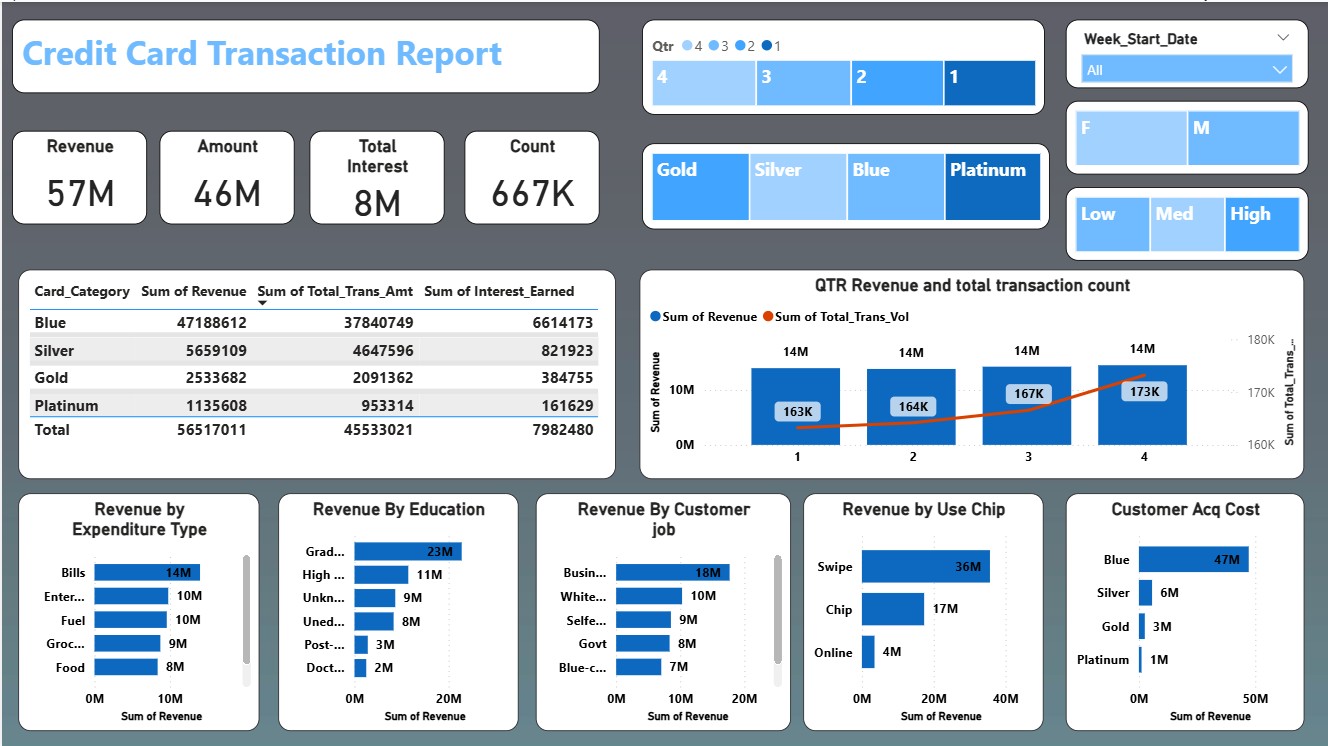 Credit Card Transaction Report
Qtr 4 3 2 1
4 3 2 1
Week_Start_Date
All
F M
Revenue
57M
Amount
46M
Total
Interest
8M
Count
667K
Gold Silver Blue Platinum
Low Med High
Card_Category Sum of Revenue Sum of Total_Trans_Amt Sum of Interest_Earned
Blue 47188612 37840749 6614173
Silver 5659109 4647596 821923
Gold 2533682 2091362 384755
Platinum 1135608 953314 161629
Total 56517011 45533021 7982480
QTR Revenue and total transaction count
Sum of Revenue Sum of Total_Trans_Vol
Sum of Revenue
10M
0M
14M 14M 14M 14M
163K 164K 167K 173K
1 2 3 4
180K
170K
160K
Sum of Total_Trans_...
Revenue by
Expenditure Type
Bills 14M
Enter... 10M
Fuel 10M
Groc... 9M
Food 8M
0M 10M
Sum of Revenue
Revenue By Education
Grad... 23M
High ... 11M
Unkn... 9M
Uned... 8M
Post-... 3M
Doct... 2M
0M 20M
Sum of Revenue
Revenue By Customer
job
Busin... 18M
White... 10M
Selfe... 9M
Govt 8M
Blue-c... 7M
0M 10M 20M
Sum of Revenue
Revenue by Use Chip
Swipe 36M
Chip 17M
Online 4M
0M 20M 40M
Sum of Revenue
Customer Acq Cost
Blue 47M
Silver 6M
Gold 3M
Platinum 1M
0M 50M
Sum of Revenue